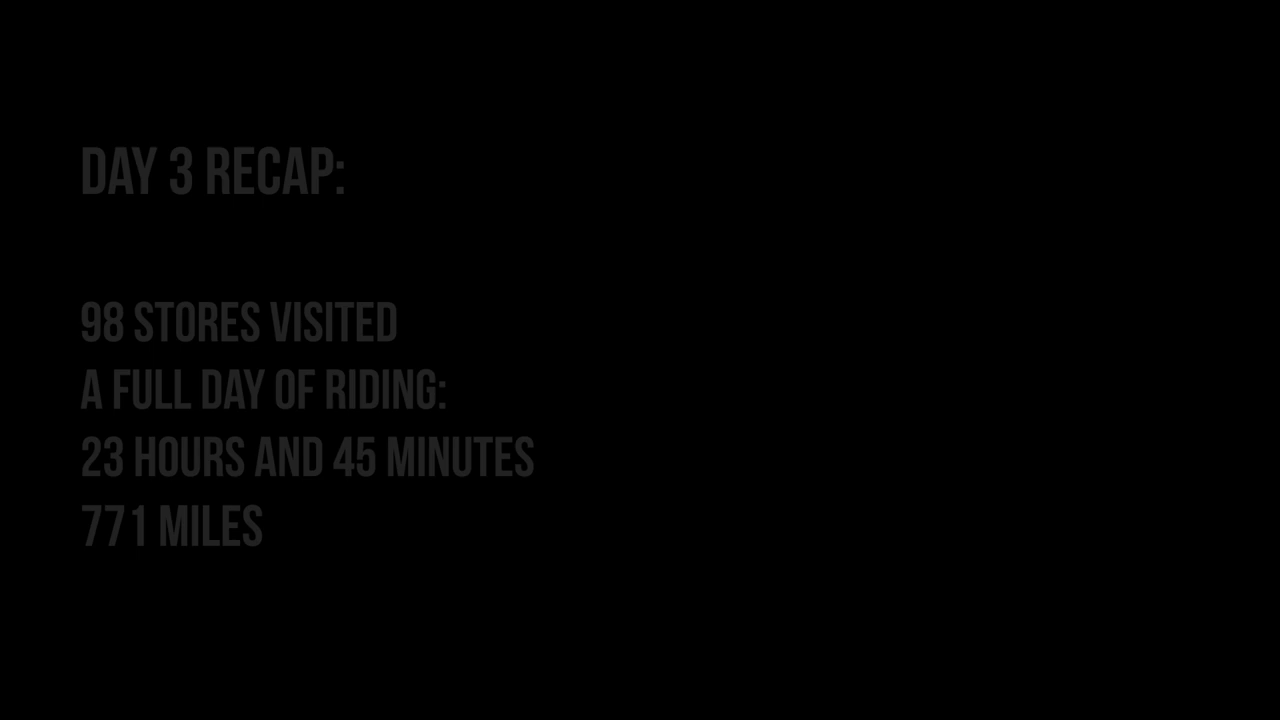 DAY 3 RECAP:
98 STORES VISITED
A FULL DAY OF RIDING:
23 HOURS AND 45 MINUTES
771 MILES